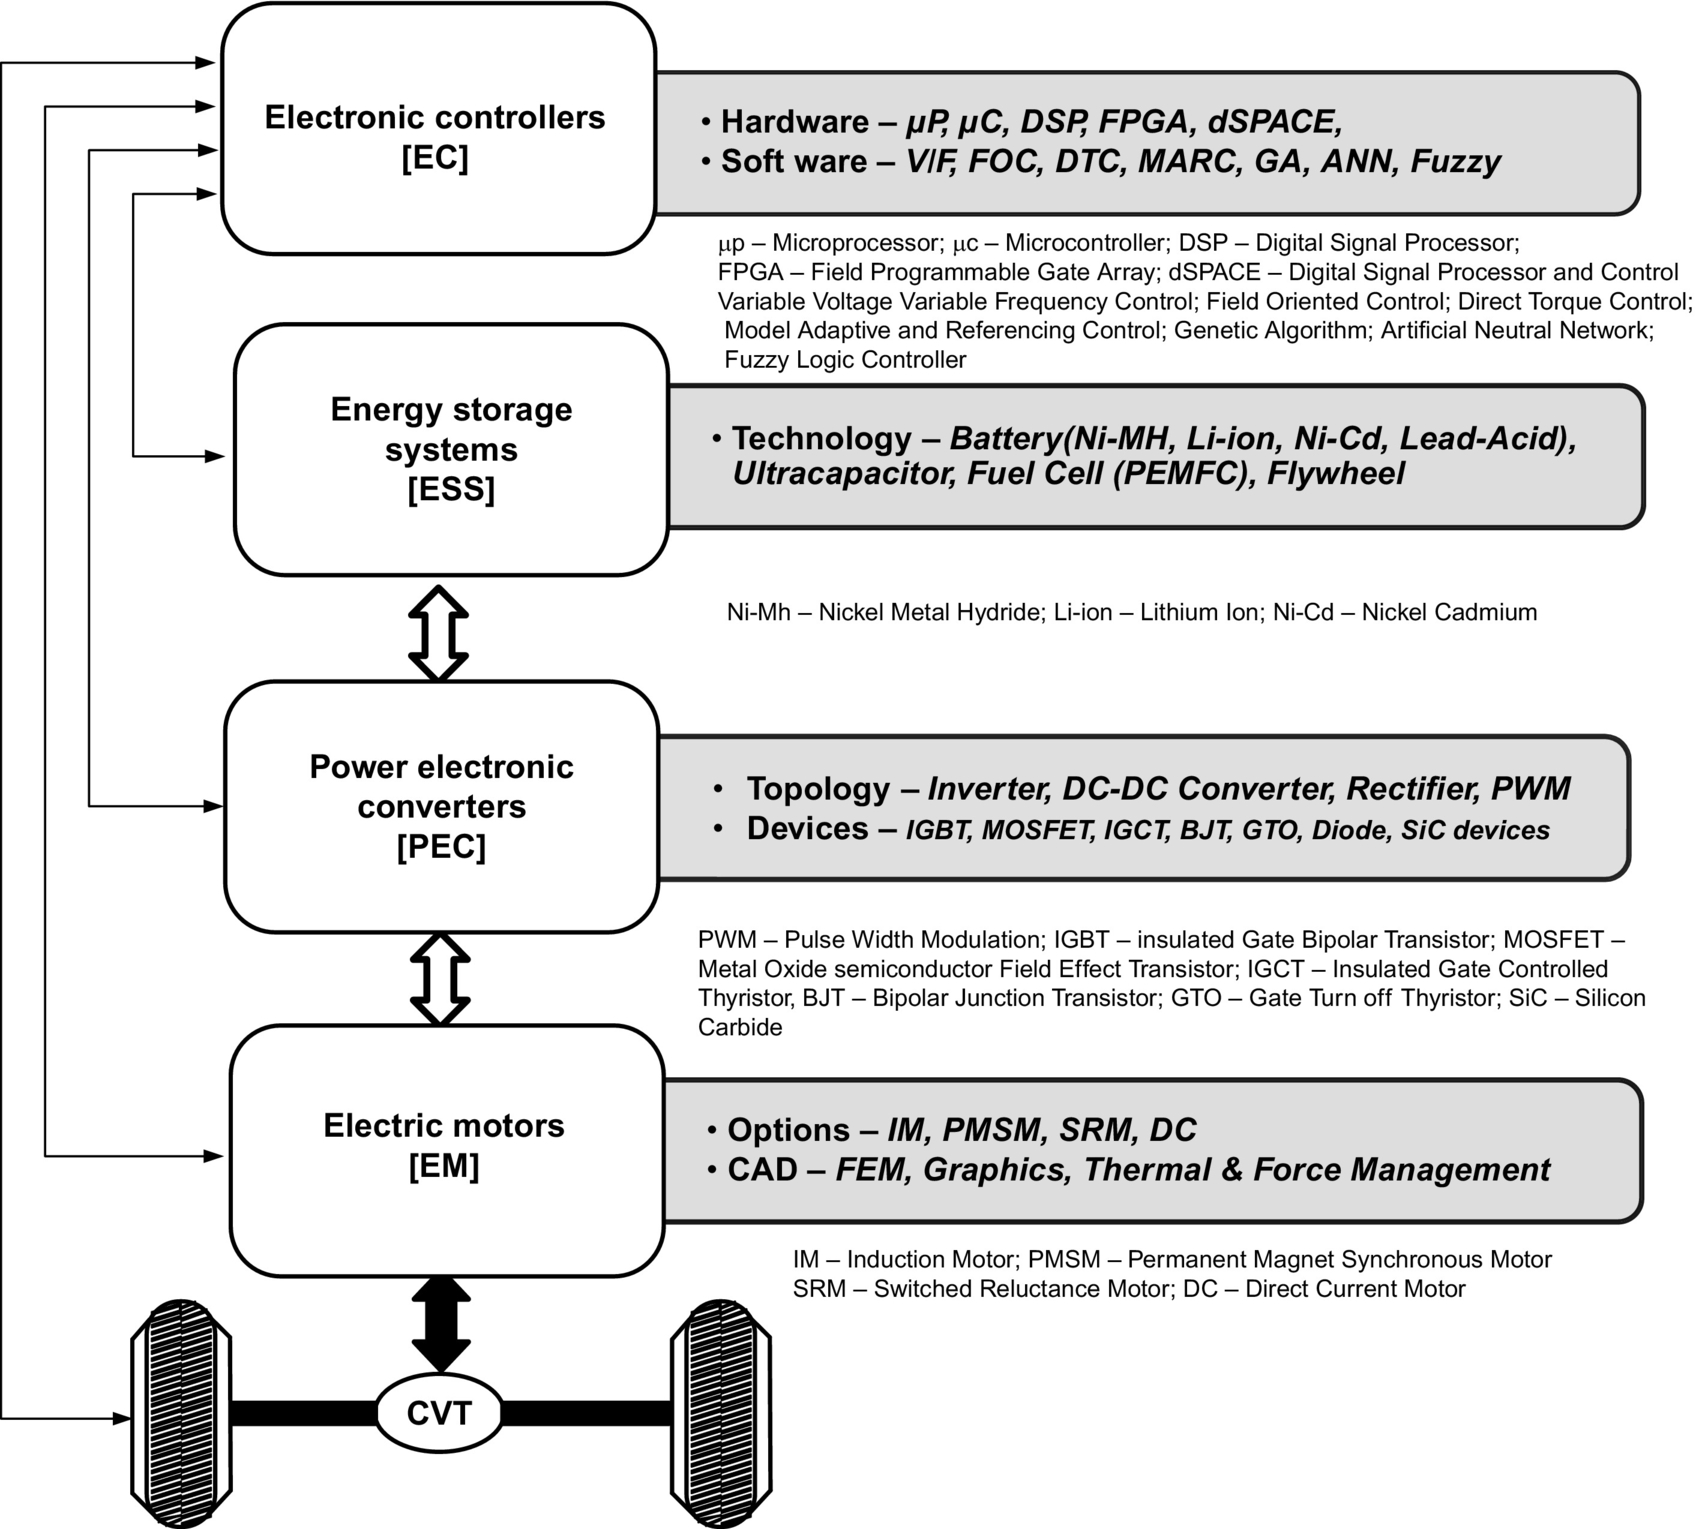 Electronic controllers
[EC]
• Hardware – µP, µC, DSP, FPGA, dSPACE,
• Soft ware – V/F, FOC, DTC, MARC, GA, ANN, Fuzzy
µp – Microprocessor; µc – Microcontroller; DSP – Digital Signal Processor;
FPGA – Field Programmable Gate Array; dSPACE – Digital Signal Processor and Control
Variable Voltage Variable Frequency Control; Field Oriented Control; Direct Torque Control;
Model Adaptive and Referencing Control; Genetic Algorithm; Artificial Neutral Network;
Fuzzy Logic Controller
Energy storage
systems
[ESS]
• Technology – Battery(Ni-MH, Li-ion, Ni-Cd, Lead-Acid),
Ultracapacitor, Fuel Cell (PEMFC), Flywheel
Ni-Mh – Nickel Metal Hydride; Li-ion – Lithium Ion; Ni-Cd – Nickel Cadmium
Power electronic
converters
[PEC]
• Topology – Inverter, DC-DC Converter, Rectifier, PWM
• Devices – IGBT, MOSFET, IGCT, BJT, GTO, Diode, SiC devices
PWM – Pulse Width Modulation; IGBT – insulated Gate Bipolar Transistor; MOSFET –
Metal Oxide semiconductor Field Effect Transistor; IGCT – Insulated Gate Controlled
Thyristor, BJT – Bipolar Junction Transistor; GTO – Gate Turn off Thyristor; SiC – Silicon
Carbide
Electric motors
[EM]
• Options – IM, PMSM, SRM, DC
• CAD – FEM, Graphics, Thermal & Force Management
IM – Induction Motor; PMSM – Permanent Magnet Synchronous Motor
SRM – Switched Reluctance Motor; DC – Direct Current Motor
CVT